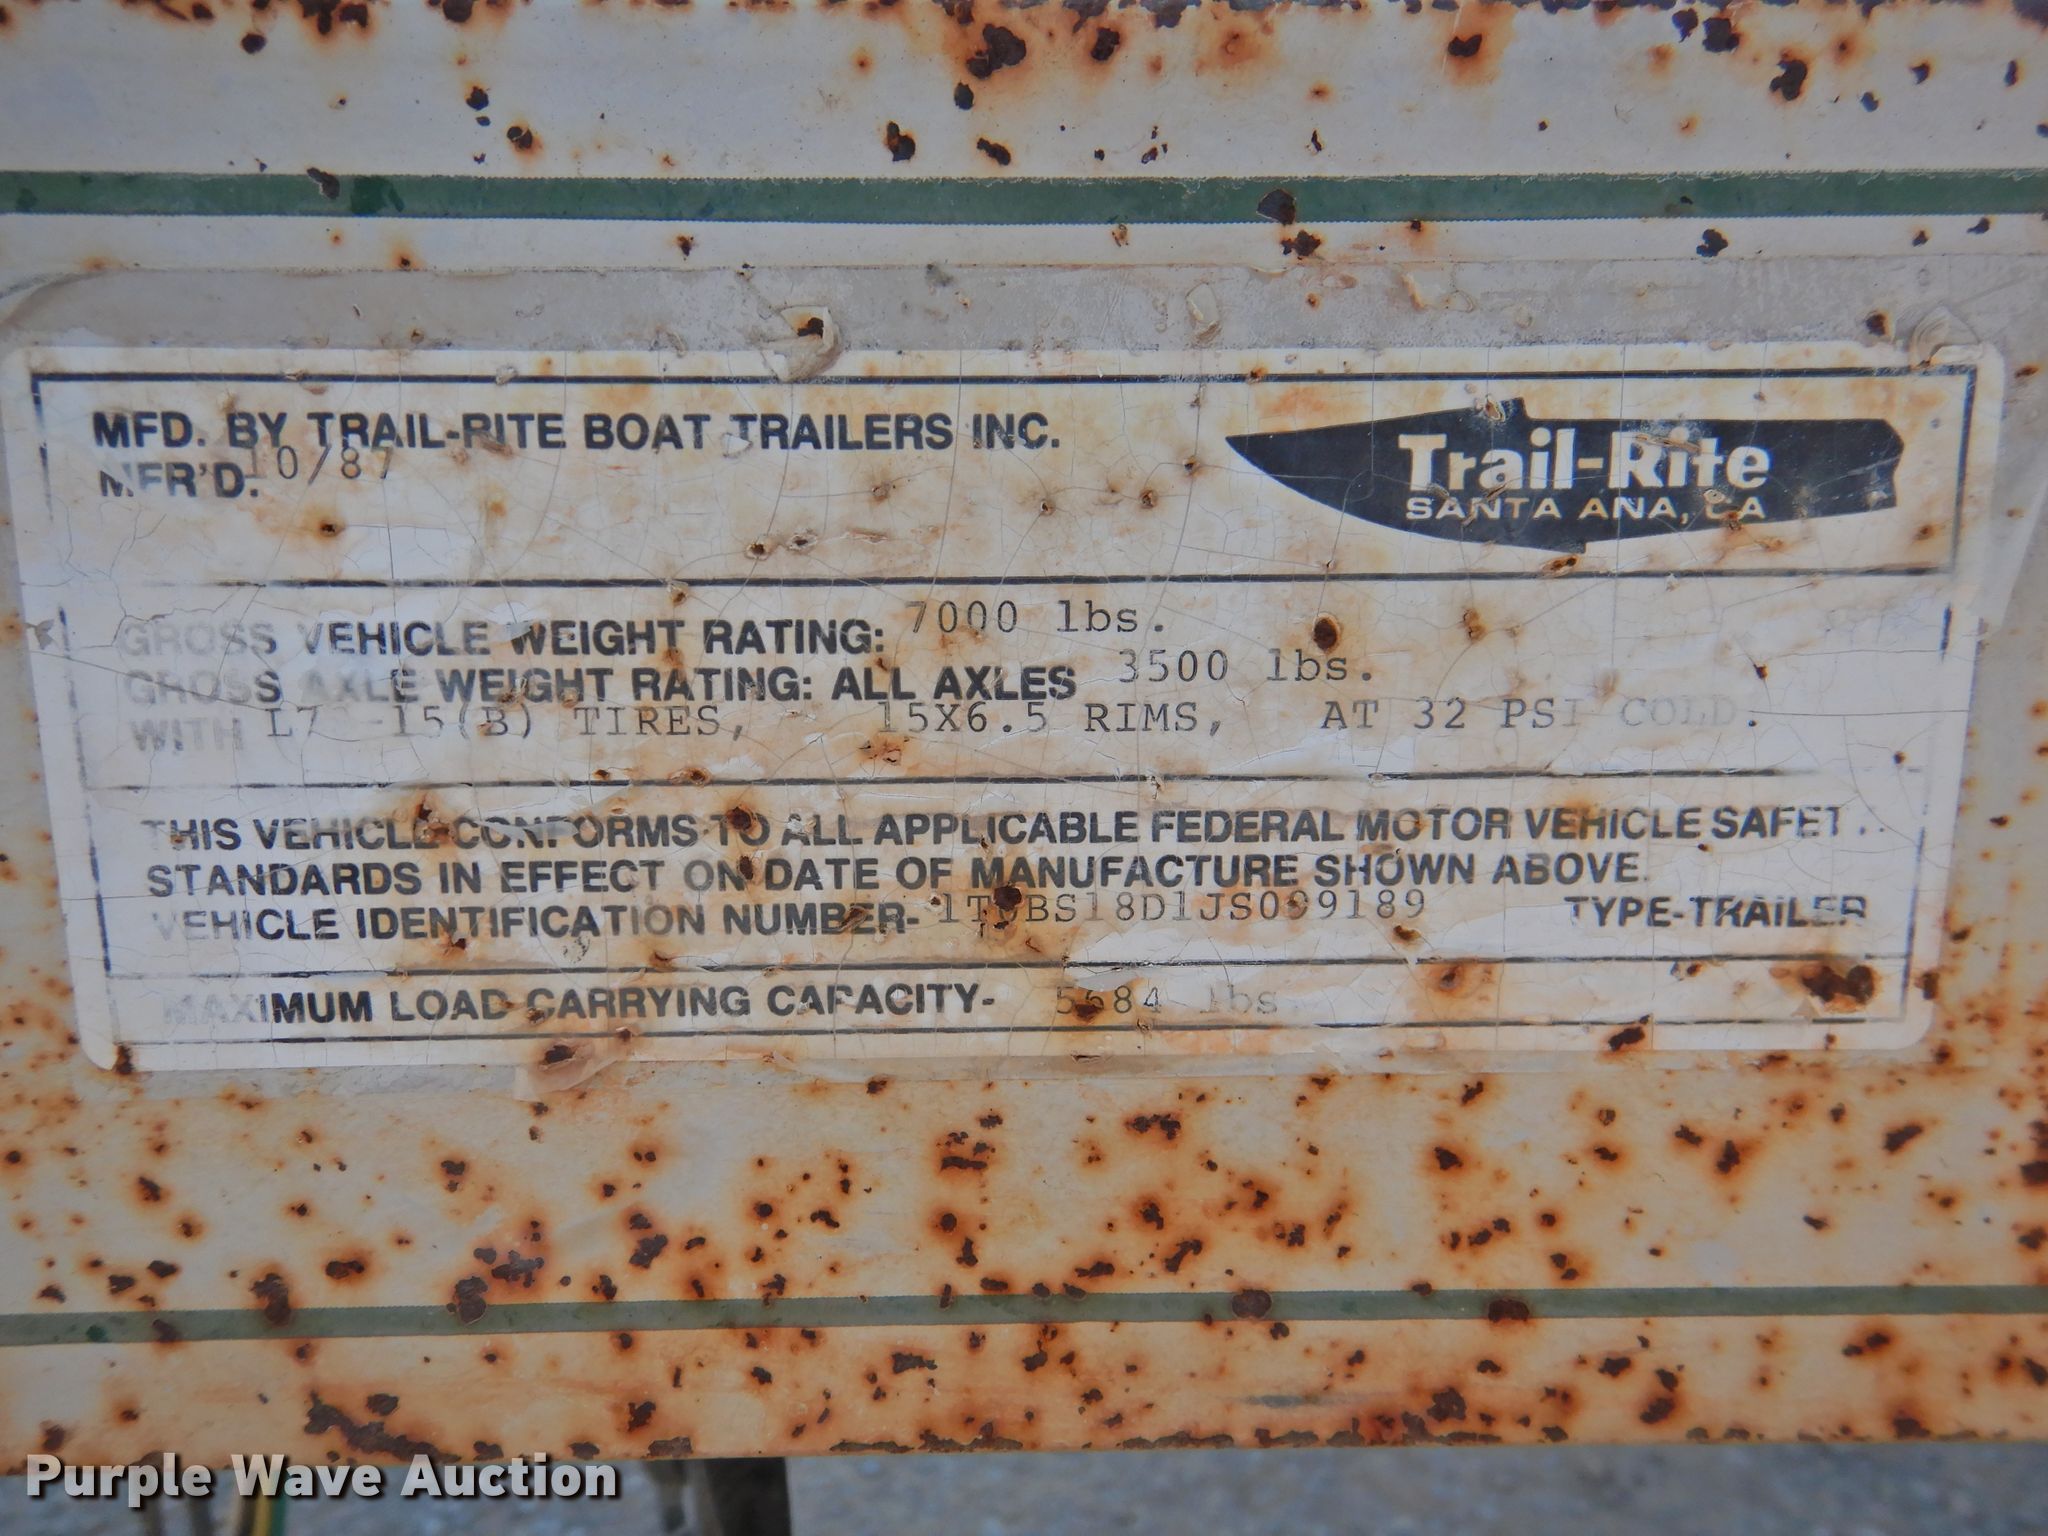 MFD. BY TRAIL-RITE BOAT TRAILERS INC.
MFR'D. 10/87
Trail-Rite
SANTA ANA, CA
GROSS VEHICLE WEIGHT RATING: 7000 lbs.
GROSS AXLE WEIGHT RATING: ALL AXLES 3500 lbs.
WITH TIRES, 15X6.5 RIMS, AT 32 PSI COLD.
THIS VEHICLE CONFORMS TO ALL APPLICABLE FEDERAL MOTOR VEHICLE SAFETY
STANDARDS IN EFFECT ON DATE OF MANUFACTURE SHOWN ABOVE.
VEHICLE IDENTIFICATION NUMBER- TYPE-TRAILER
MAXIMUM LOAD CARRYING CAPACITY- lbs.
Purple Wave Auction